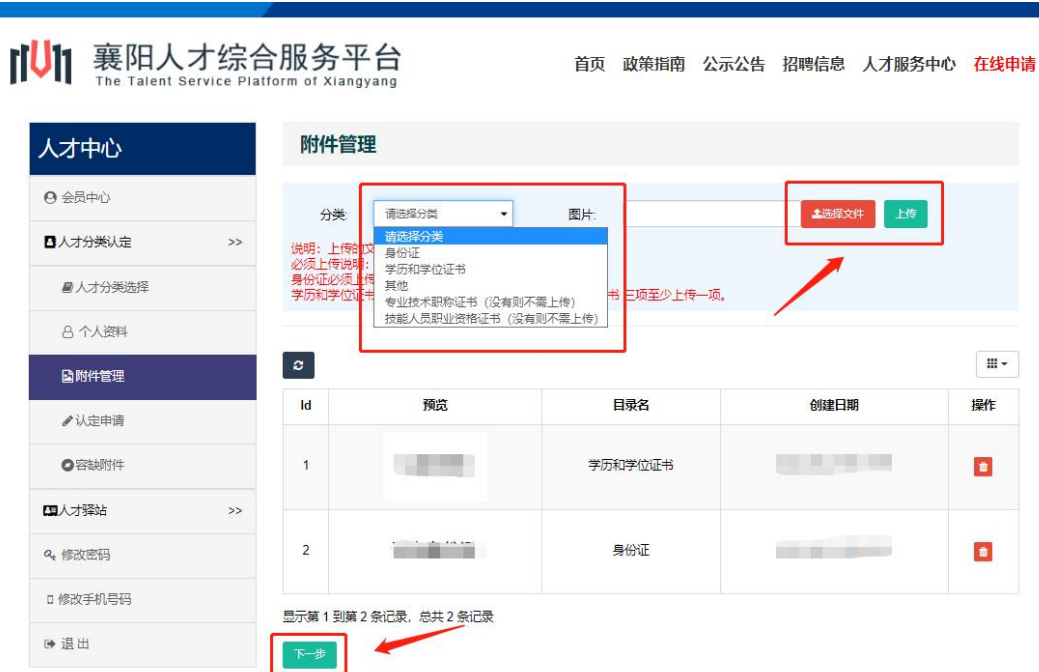 襄阳人才综合服务平台
The Talent Service Platform of Xiangyang
首页 政策指南 公示公告 招聘信息 人才服务中心 在线申请
人才中心
会员中心
人才分类认定 >>
人才分类选择
个人资料
附件管理
认定申请
容缺附件
人才驿站 >>
修改密码
修改手机号码
退出
附件管理
分类: 请选择分类 图片: 选择文件 上传
请选择分类
身份证
学历和学位证书
其他
专业技术职称证书（没有则不需上传）
技能人员职业资格证书（没有则不需上传）
说明：上传的文
必须上传说明：
身份证必须上传
学历和学位证书 书 三项至少上传一项。
Id 预览 目录名 创建日期 操作
1 学历和学位证书
2 身份证
显示第 1 到第 2 条记录，总共 2 条记录
下一步